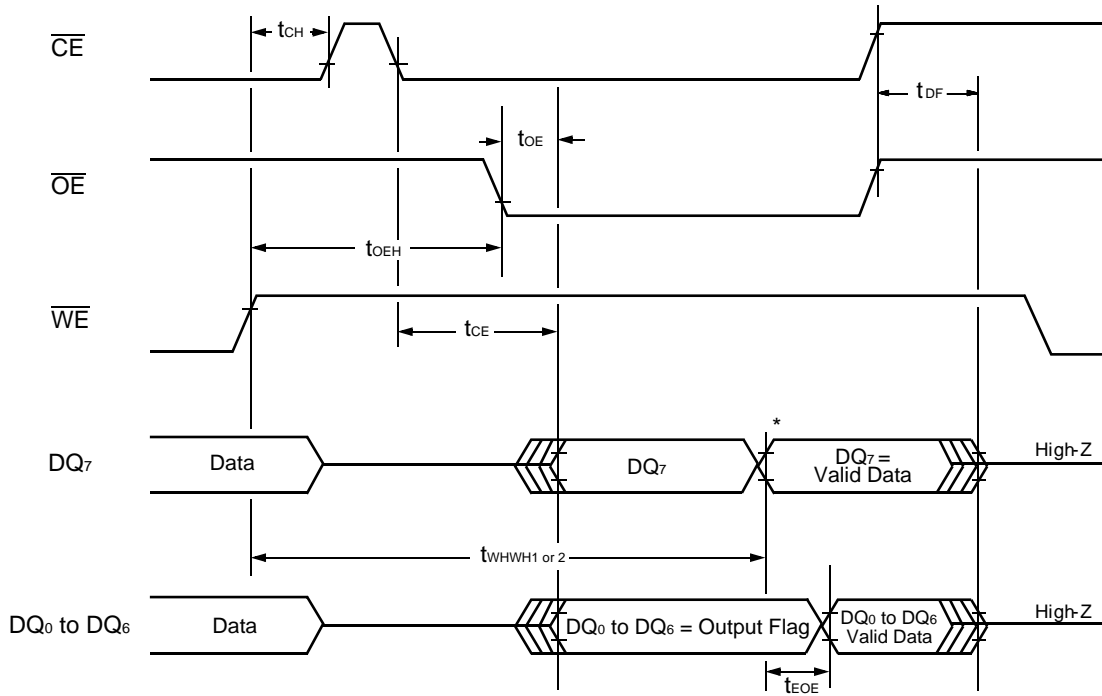 CE
tCH
tDF
OE
tOE
tOEH
WE
tCE
*
DQ7
Data
DQ7
DQ7 =
Valid Data
High-Z
tWHWH1 or 2
DQ0 to DQ6
Data
DQ0 to DQ6 = Output Flag
DQ0 to DQ6
Valid Data
High-Z
tEOE